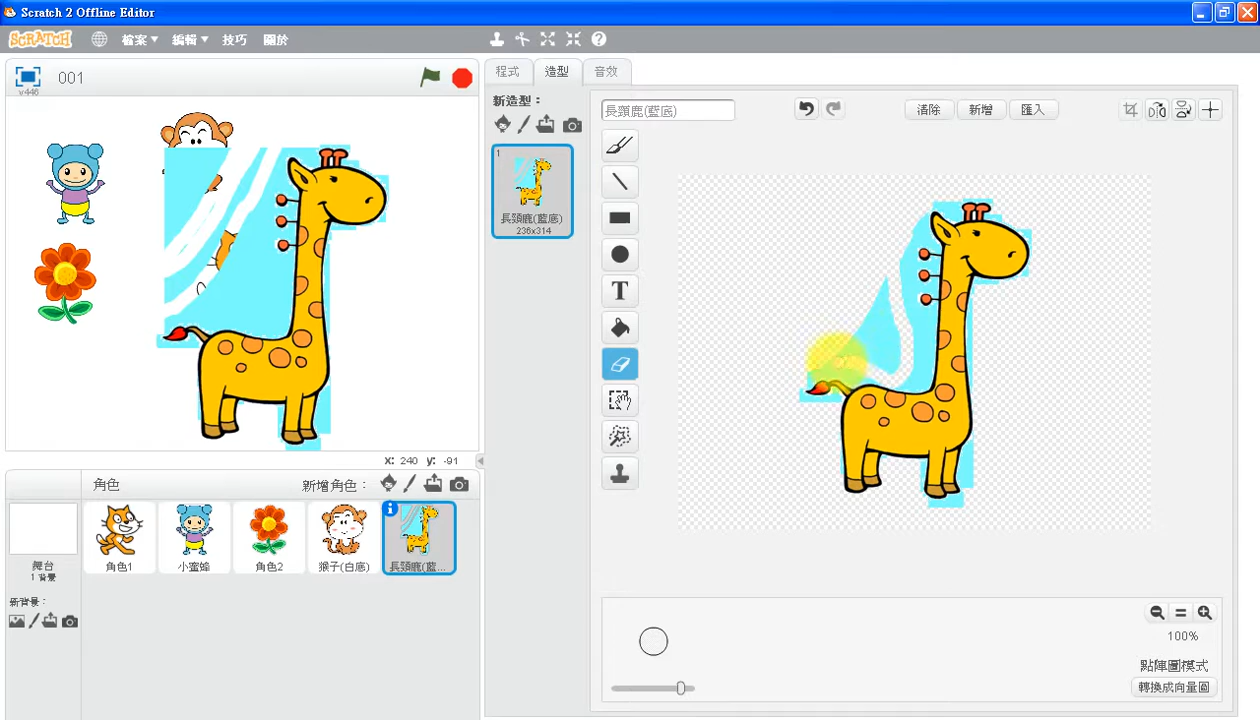 Scratch 2 Offline Editor
SCRATCH 檔案 編輯 技巧 關於
v446
001
程式 造型 音效
新造型：
長頸鹿(藍底)
清除 新增 匯入
1
長頸鹿(藍底)
236x314
T
x: 240 y: -91
角色 新增角色：
舞台
1 背景
新背景：
角色1 小蜜蜂 角色2 猴子(白底) 長頸鹿(藍...
100%
點陣圖模式
轉換成向量圖